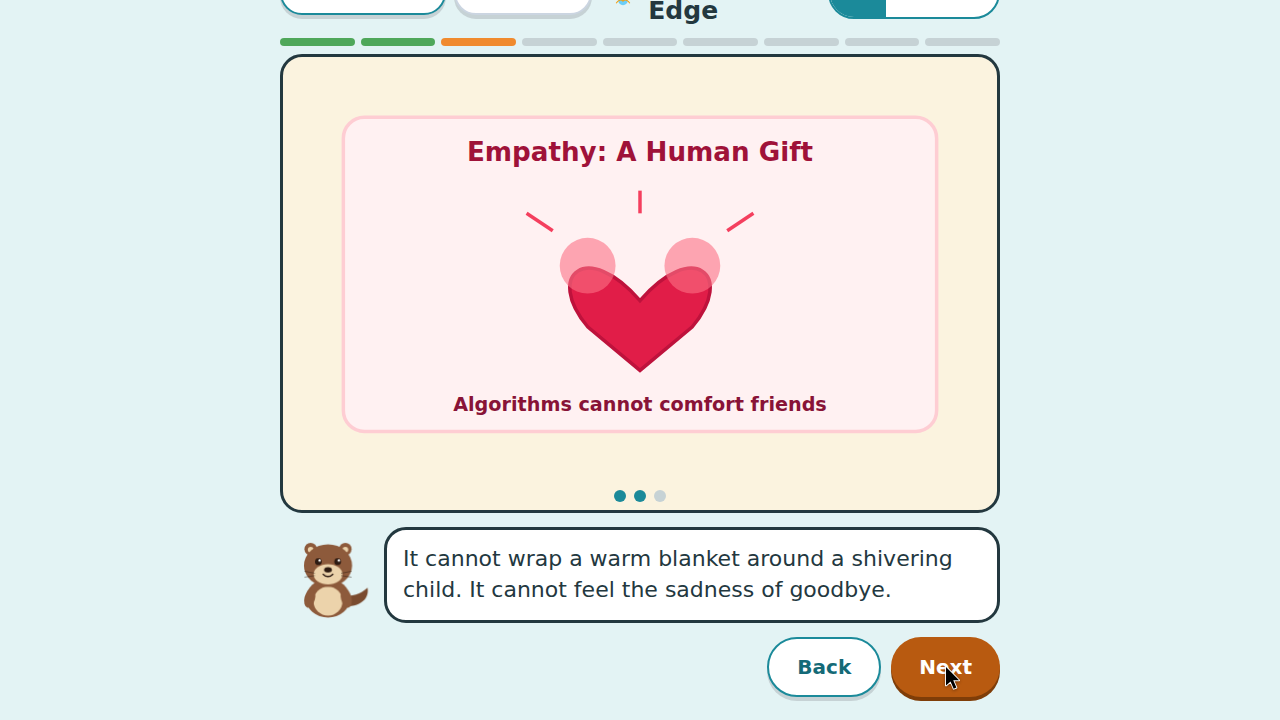 Edge
Empathy: A Human Gift
Algorithms cannot comfort friends
It cannot wrap a warm blanket around a shivering
child. It cannot feel the sadness of goodbye.
Back
Next